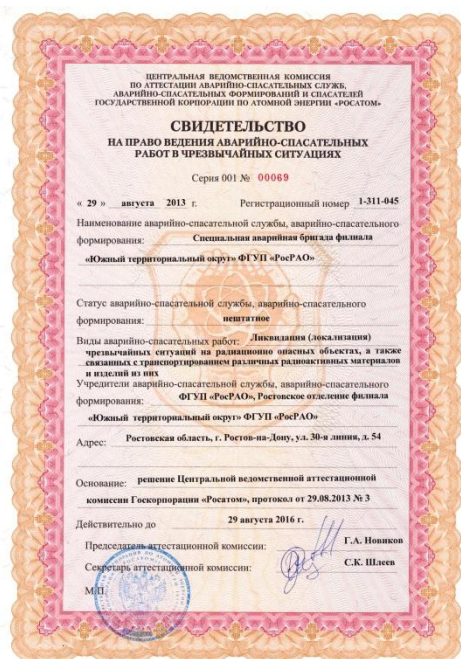 ЦЕНТРАЛЬНАЯ ВЕДОМСТВЕННАЯ КОМИССИЯ
ПО АТТЕСТАЦИИ АВАРИЙНО-СПАСАТЕЛЬНЫХ СЛУЖБ,
АВАРИЙНО-СПАСАТЕЛЬНЫХ ФОРМИРОВАНИЙ И СПАСАТЕЛЕЙ
ГОСУДАРСТВЕННОЙ КОРПОРАЦИИ ПО АТОМНОЙ ЭНЕРГИИ «РОСАТОМ»
СВИДЕТЕЛЬСТВО
НА ПРАВО ВЕДЕНИЯ АВАРИЙНО-СПАСАТЕЛЬНЫХ
РАБОТ В ЧРЕЗВЫЧАЙНЫХ СИТУАЦИЯХ
Серия 001 № 00069
« 29 » августа 2013 г. Регистрационный номер 1-311-045
Наименование аварийно-спасательной службы, аварийно-спасательного
формирования: Специальная аварийная бригада филиала
«Южный территориальный округ» ФГУП «РосРАО»
Статус аварийно-спасательной службы, аварийно-спасательного
формирования: нештатное
Виды аварийно-спасательных работ: Ликвидация (локализация)
чрезвычайных ситуаций на радиационно опасных объектах, а также
связанных с транспортированием различных радиоактивных материалов
и изделий из них
Учредители аварийно-спасательной службы, аварийно-спасательного
формирования: ФГУП «РосРАО», Ростовское отделение филиала
«Южный территориальный округ» ФГУП «РосРАО»
Адрес: Ростовская область, г. Ростов-на-Дону, ул. 30-я линия, д. 54
Основание: решение Центральной ведомственной аттестационной
комиссии Госкорпорации «Росатом», протокол от 29.08.2013 № 3
Действительно до 29 августа 2016 г.
Председатель аттестационной комиссии: Г.А. Новиков
Секретарь аттестационной комиссии: С.К. Шлеев
М.П.